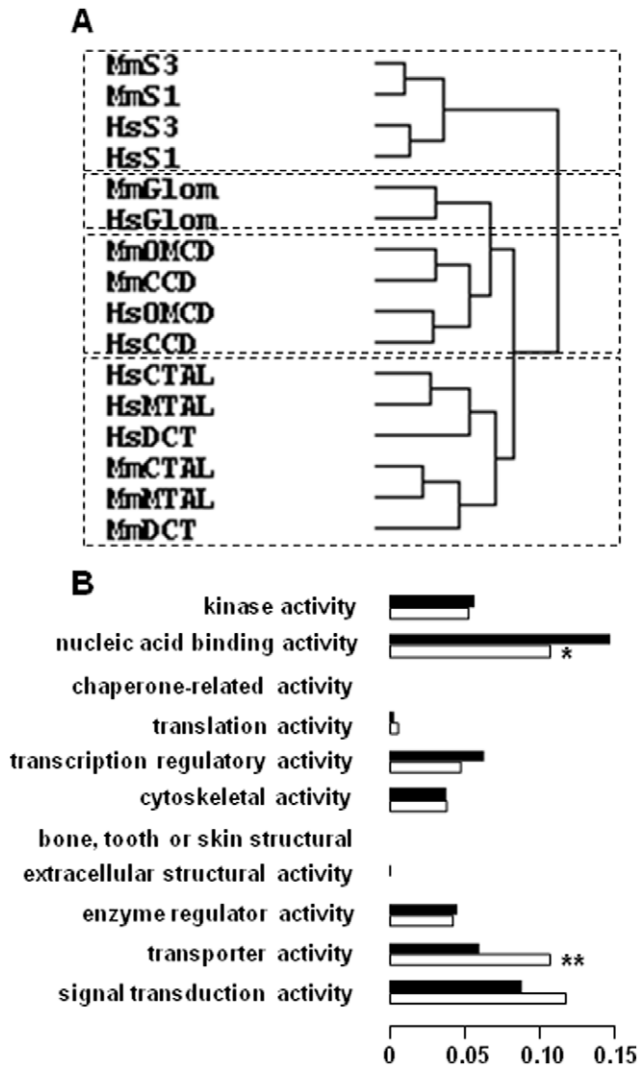 A
MmS3
MmS1
HsS3
HsS1
MmGlom
HsGlom
MmOMCD
MmCCD
HsOMCD
HsCCD
HsCTAL
HsMTAL
HsDCT
MmCTAL
MmMTAL
MmDCT
B
kinase activity
nucleic acid binding activity
*
chaperone-related activity
translation activity
transcription regulatory activity
cytoskeletal activity
bone, tooth or skin structural
extracellular structural activity
enzyme regulator activity
transporter activity
**
signal transduction activity
0 0.05 0.10 0.15